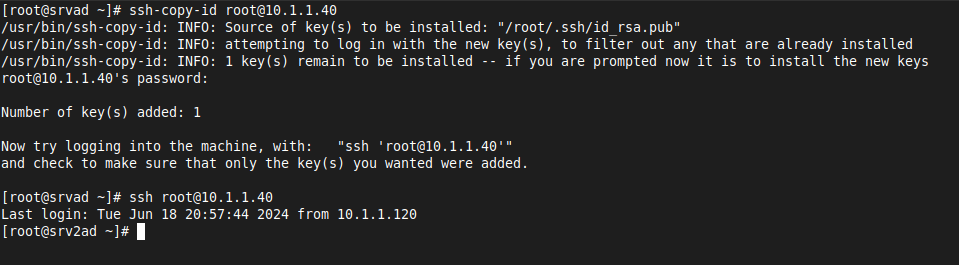 [root@srvad ~]# ssh-copy-id root@10.1.1.40
/usr/bin/ssh-copy-id: INFO: Source of key(s) to be installed: "/root/.ssh/id_rsa.pub"
/usr/bin/ssh-copy-id: INFO: attempting to log in with the new key(s), to filter out any that are already installed
/usr/bin/ssh-copy-id: INFO: 1 key(s) remain to be installed -- if you are prompted now it is to install the new keys
root@10.1.1.40's password:
Number of key(s) added: 1
Now try logging into the machine, with:   "ssh 'root@10.1.1.40'"
and check to make sure that only the key(s) you wanted were added.
[root@srvad ~]# ssh root@10.1.1.40
Last login: Tue Jun 18 20:57:44 2024 from 10.1.1.120
[root@srv2ad ~]#